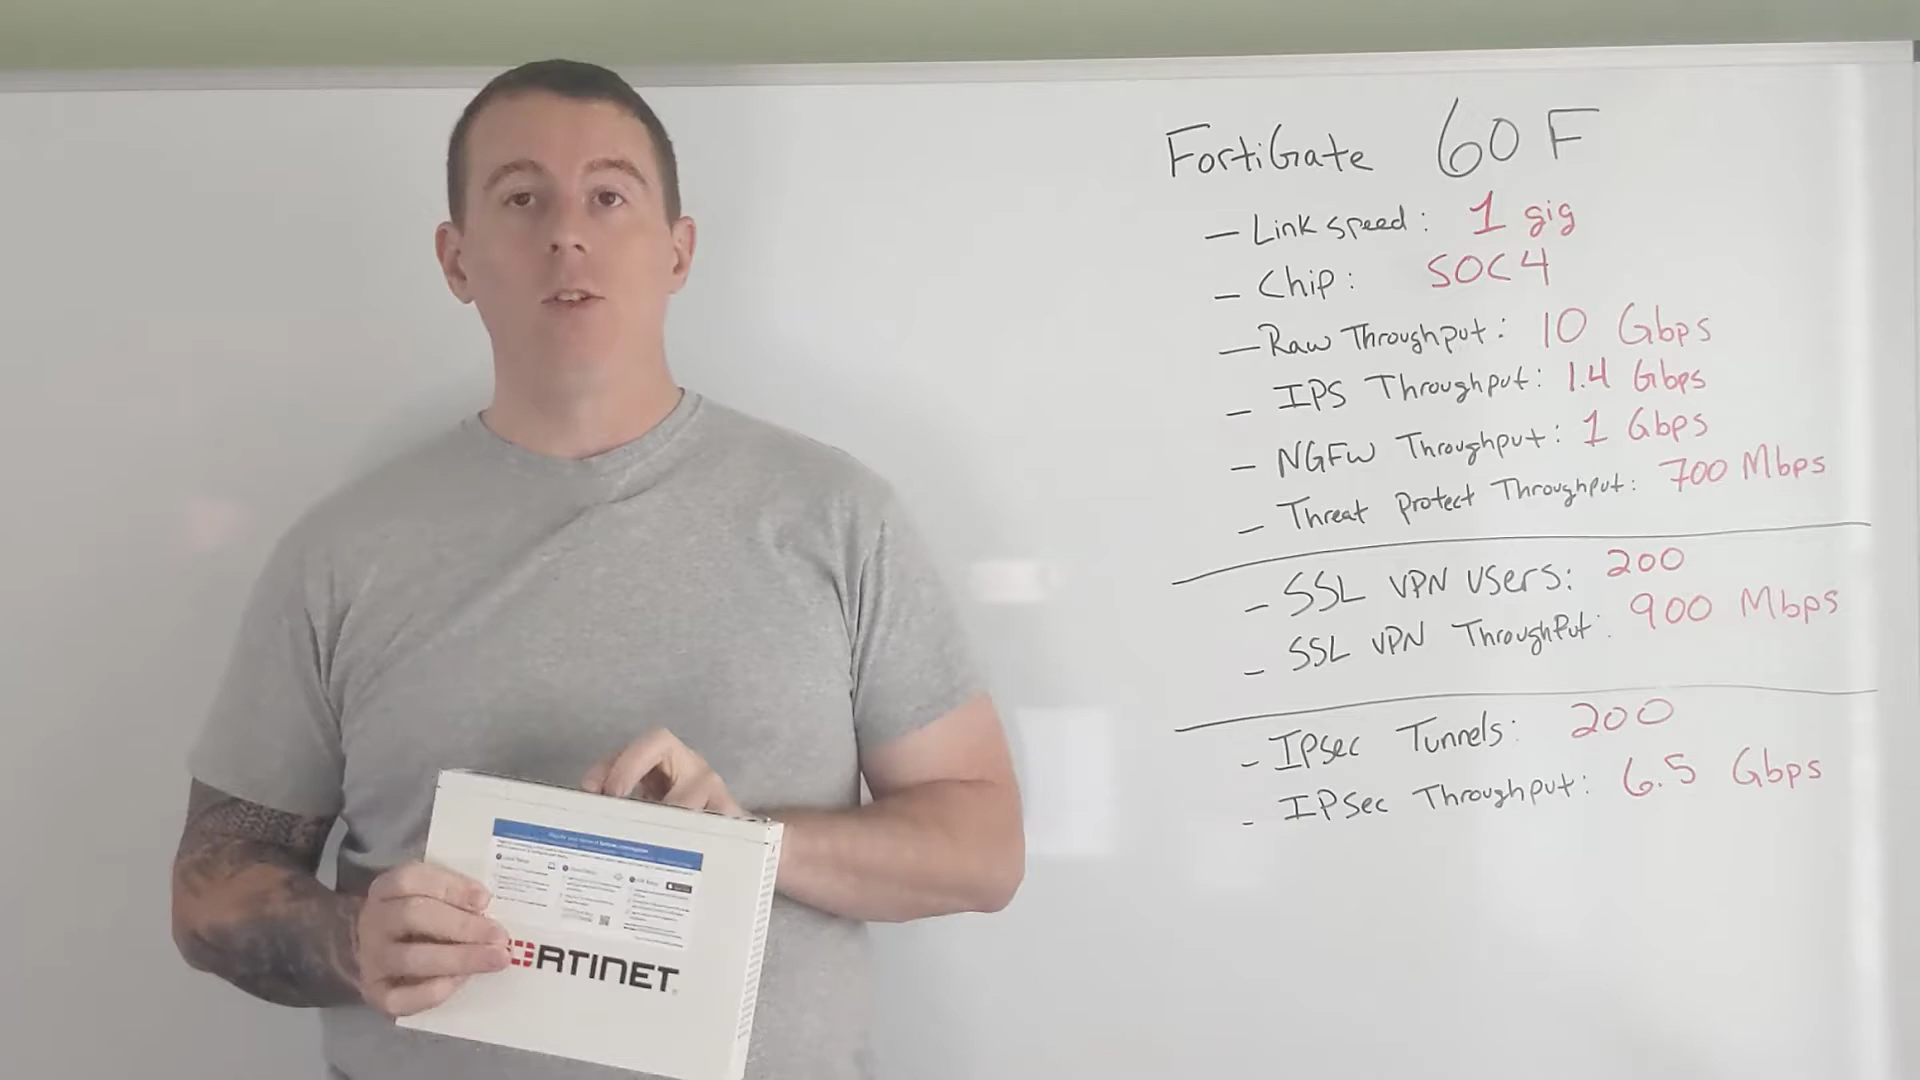 FortiGate 60F
- Link speed: 1 gig
- Chip: SOC4
- Raw Throughput: 10 Gbps
- IPS Throughput: 1.4 Gbps
- NGFW Throughput: 1 Gbps
- Threat Protect Throughput: 700 Mbps
- SSL VPN Users: 200
- SSL VPN Throughput: 900 Mbps
- IPsec Tunnels: 200
- IPSec Throughput: 6.5 Gbps
RTINET